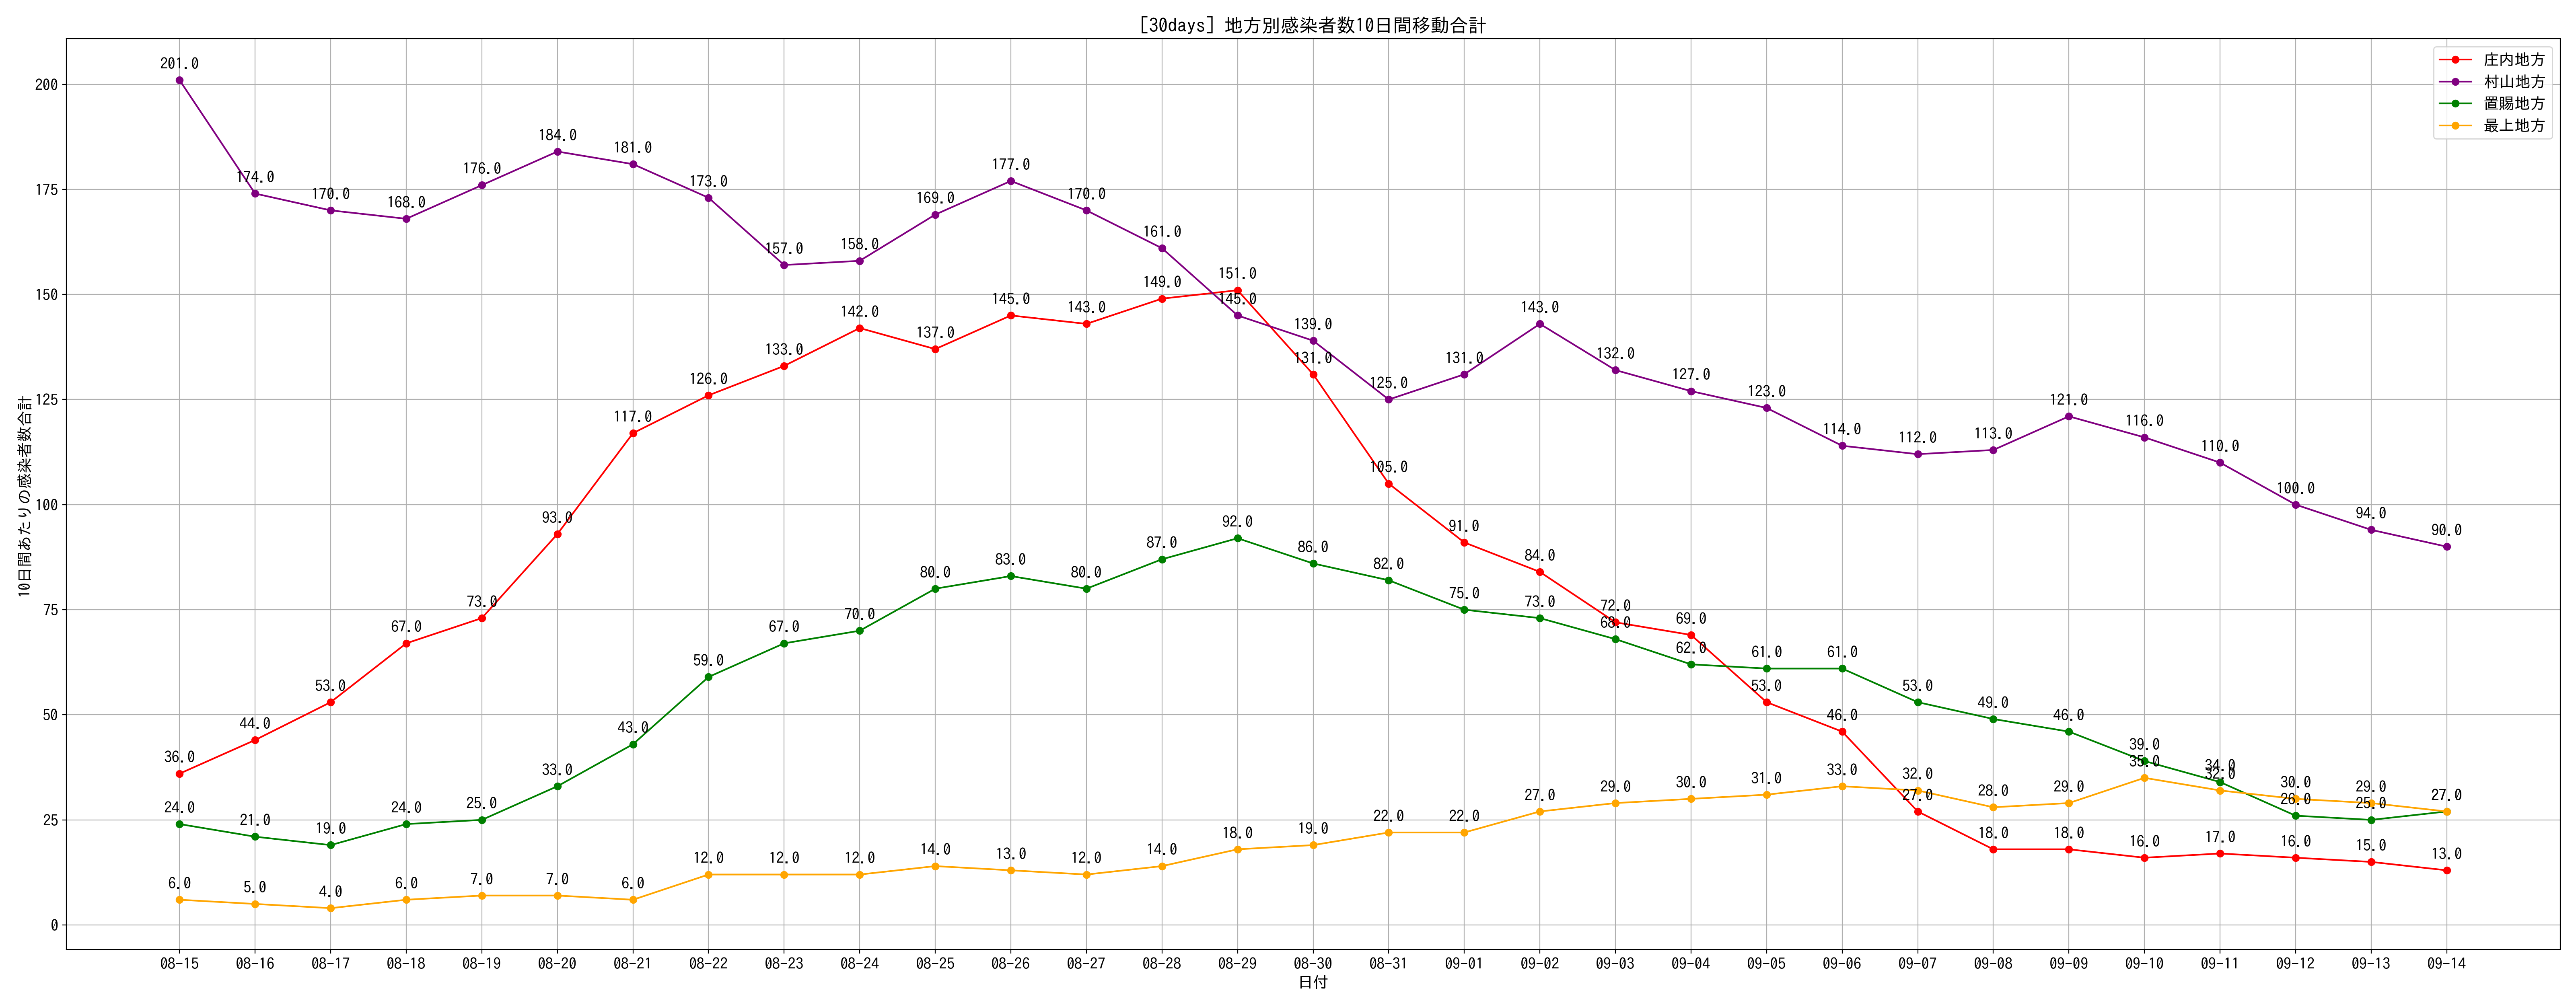 [30days] 地方別感染者数10日間移動合計
庄内地方
村山地方
置賜地方
最上地方
10日間あたりの感染者数合計
200
175
150
125
100
75
50
25
0
201.0 174.0 170.0 168.0 176.0 184.0 181.0 173.0 157.0 158.0 169.0 177.0 170.0 161.0 145.0 139.0 125.0 131.0 143.0 132.0 127.0 123.0 114.0 112.0 113.0 121.0 116.0 110.0 100.0 94.0 90.0
36.0 44.0 53.0 67.0 73.0 93.0 117.0 126.0 133.0 142.0 137.0 145.0 143.0 149.0 151.0 131.0 105.0 91.0 84.0 72.0 69.0 53.0 46.0 27.0 18.0 18.0 16.0 17.0 16.0 15.0 13.0
24.0 21.0 19.0 24.0 25.0 33.0 43.0 59.0 67.0 70.0 80.0 83.0 80.0 87.0 92.0 86.0 82.0 75.0 73.0 68.0 62.0 61.0 61.0 53.0 49.0 46.0 39.0 34.0 26.0 25.0 27.0
6.0 5.0 4.0 6.0 7.0 7.0 6.0 12.0 12.0 12.0 14.0 13.0 12.0 14.0 18.0 19.0 22.0 22.0 27.0 29.0 30.0 31.0 33.0 32.0 28.0 29.0 35.0 32.0 30.0 29.0
08-15 08-16 08-17 08-18 08-19 08-20 08-21 08-22 08-23 08-24 08-25 08-26 08-27 08-28 08-29 08-30 08-31 09-01 09-02 09-03 09-04 09-05 09-06 09-07 09-08 09-09 09-10 09-11 09-12 09-13 09-14
日付